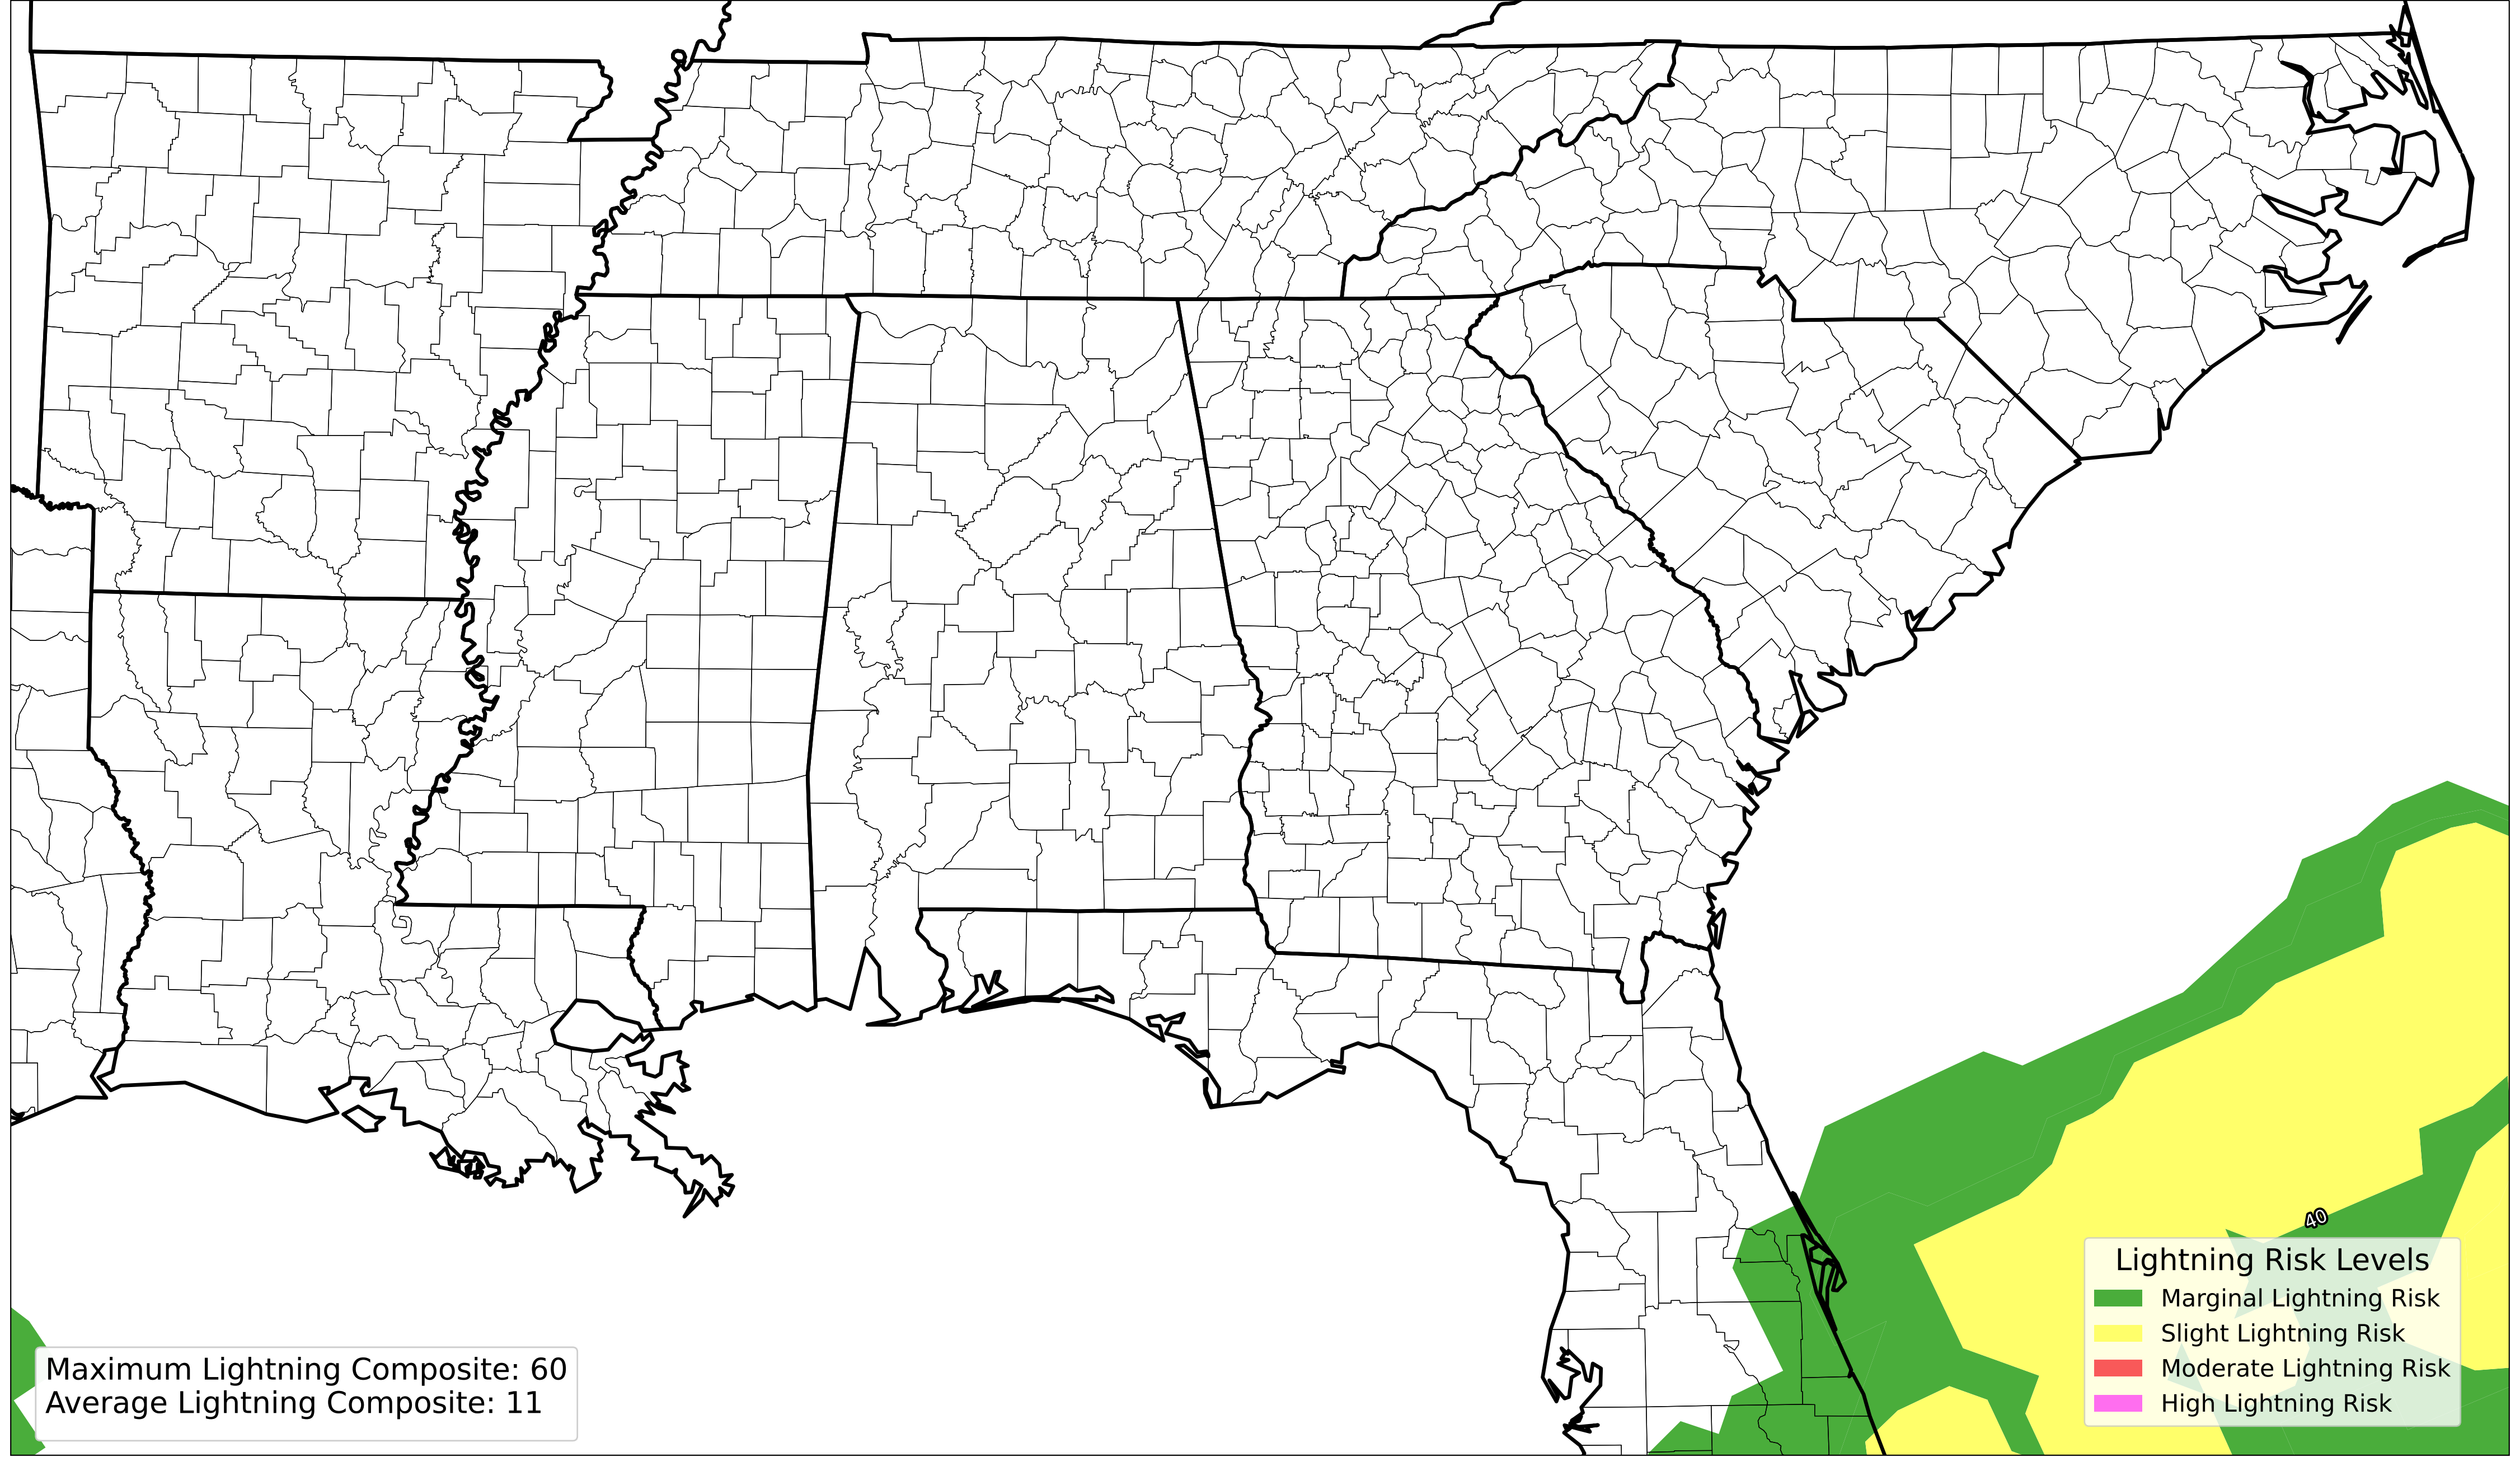 40
Lightning Risk Levels
Marginal Lightning Risk
Slight Lightning Risk
Moderate Lightning Risk
High Lightning Risk
Maximum Lightning Composite: 60
Average Lightning Composite: 11